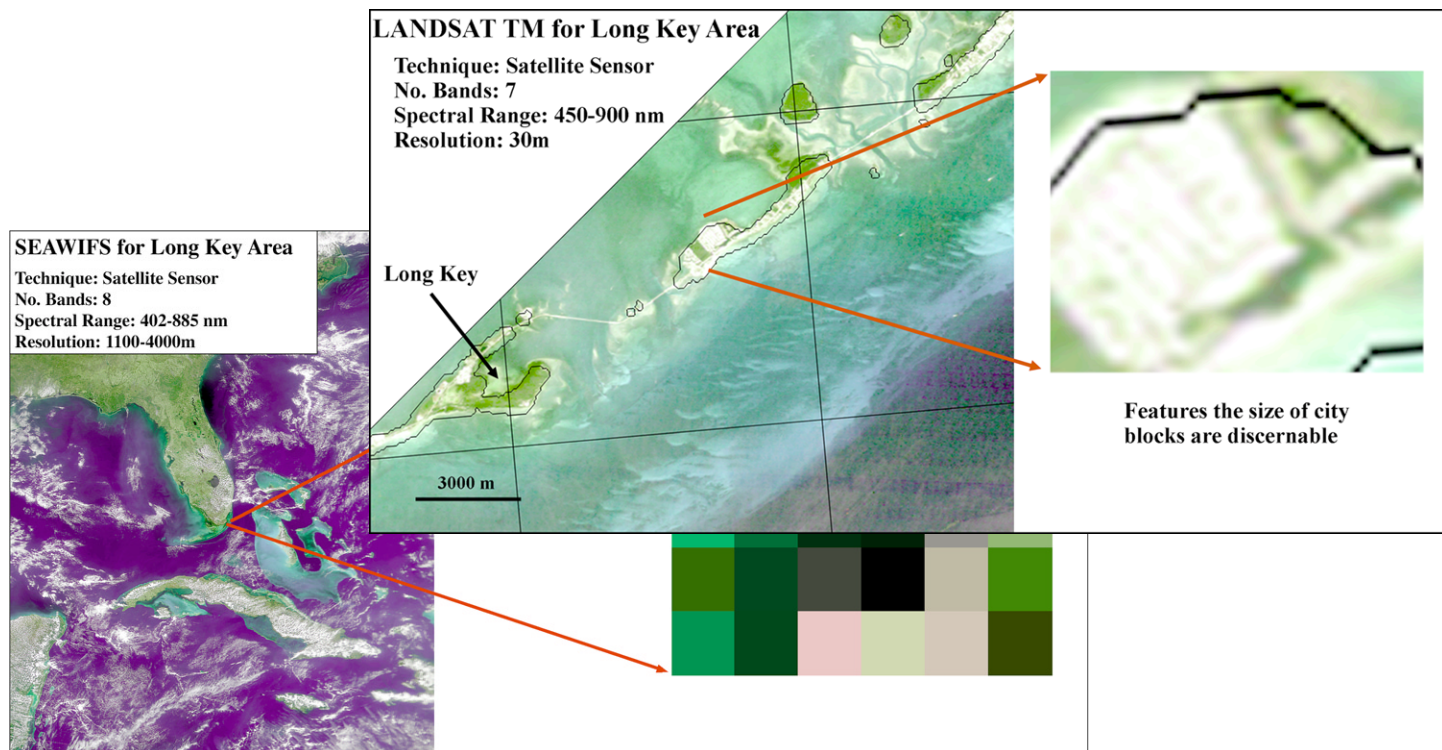 LANDSAT TM for Long Key Area
Technique: Satellite Sensor
No. Bands: 7
Spectral Range: 450-900 nm
Resolution: 30m
SEAWIFS for Long Key Area
Technique: Satellite Sensor
No. Bands: 8
Spectral Range: 402-885 nm
Resolution: 1100-4000m
Long Key
3000 m
Features the size of city
blocks are discernable